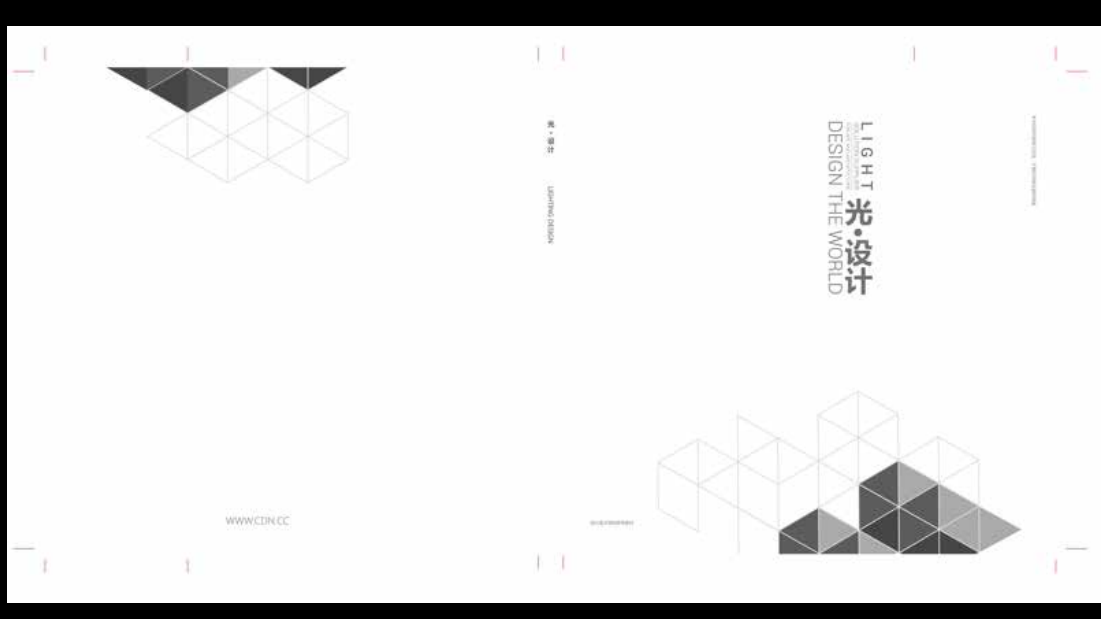 光·设计
LIGHTING DESIGN
LIGHT
光·设计
DESIGN THE WORLD
WWW.CDN.CC